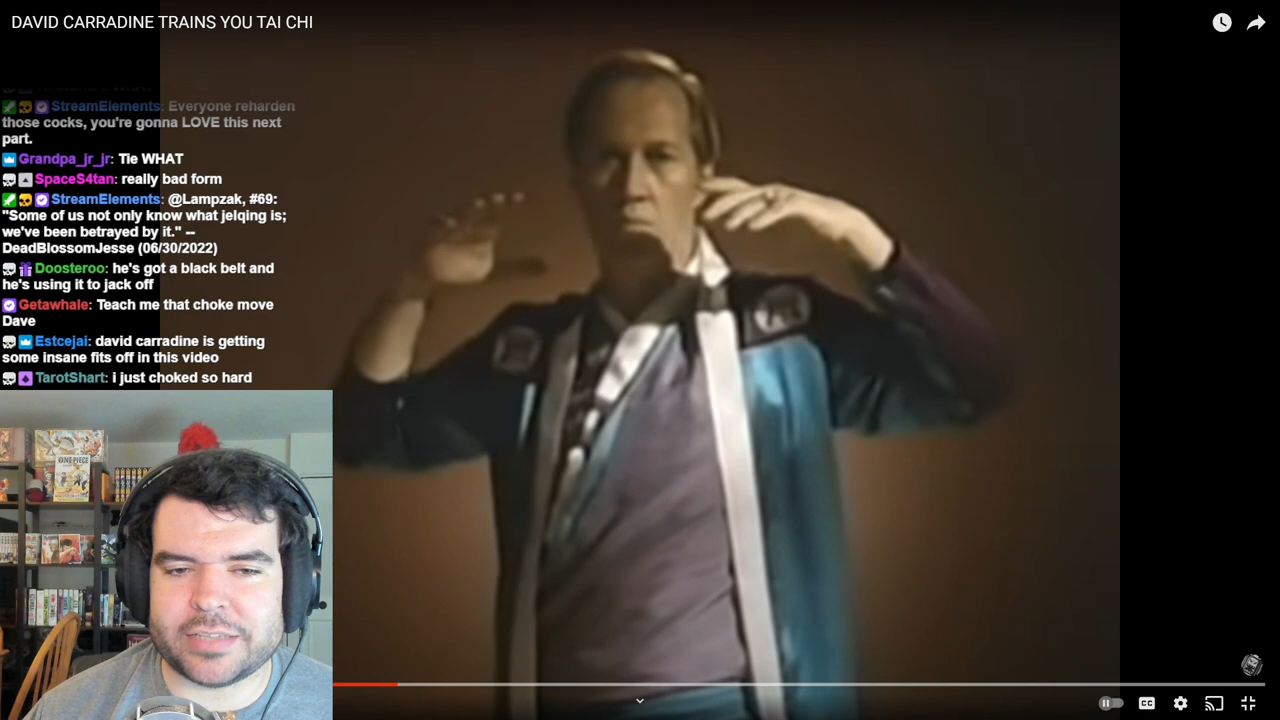 DAVID CARRADINE TRAINS YOU TAI CHI
StreamElements: Everyone reharden
those cocks, you're gonna LOVE this next
part.
Grandpa_jr_jr: Tie WHAT
SpaceS4tan: really bad form
StreamElements: @Lampzak, #69:
"Some of us not only know what jelqing is;
we've been betrayed by it." --
DeadBlossomJesse (06/30/2022)
Doosteroo: he's got a black belt and
he's using it to jack off
Getawhale: Teach me that choke move
Dave
Estcejai: david carradine is getting
some insane fits off in this video
TarotShart: i just choked so hard
ONE PIECE
CC